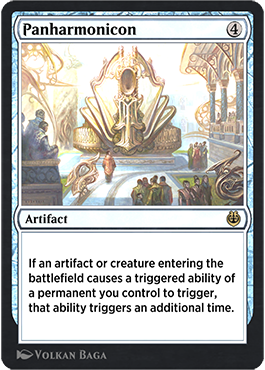 Panharmonicon 4
Artifact
If an artifact or creature entering the
battlefield causes a triggered ability of
a permanent you control to trigger,
that ability triggers an additional time.
Volkan Baga